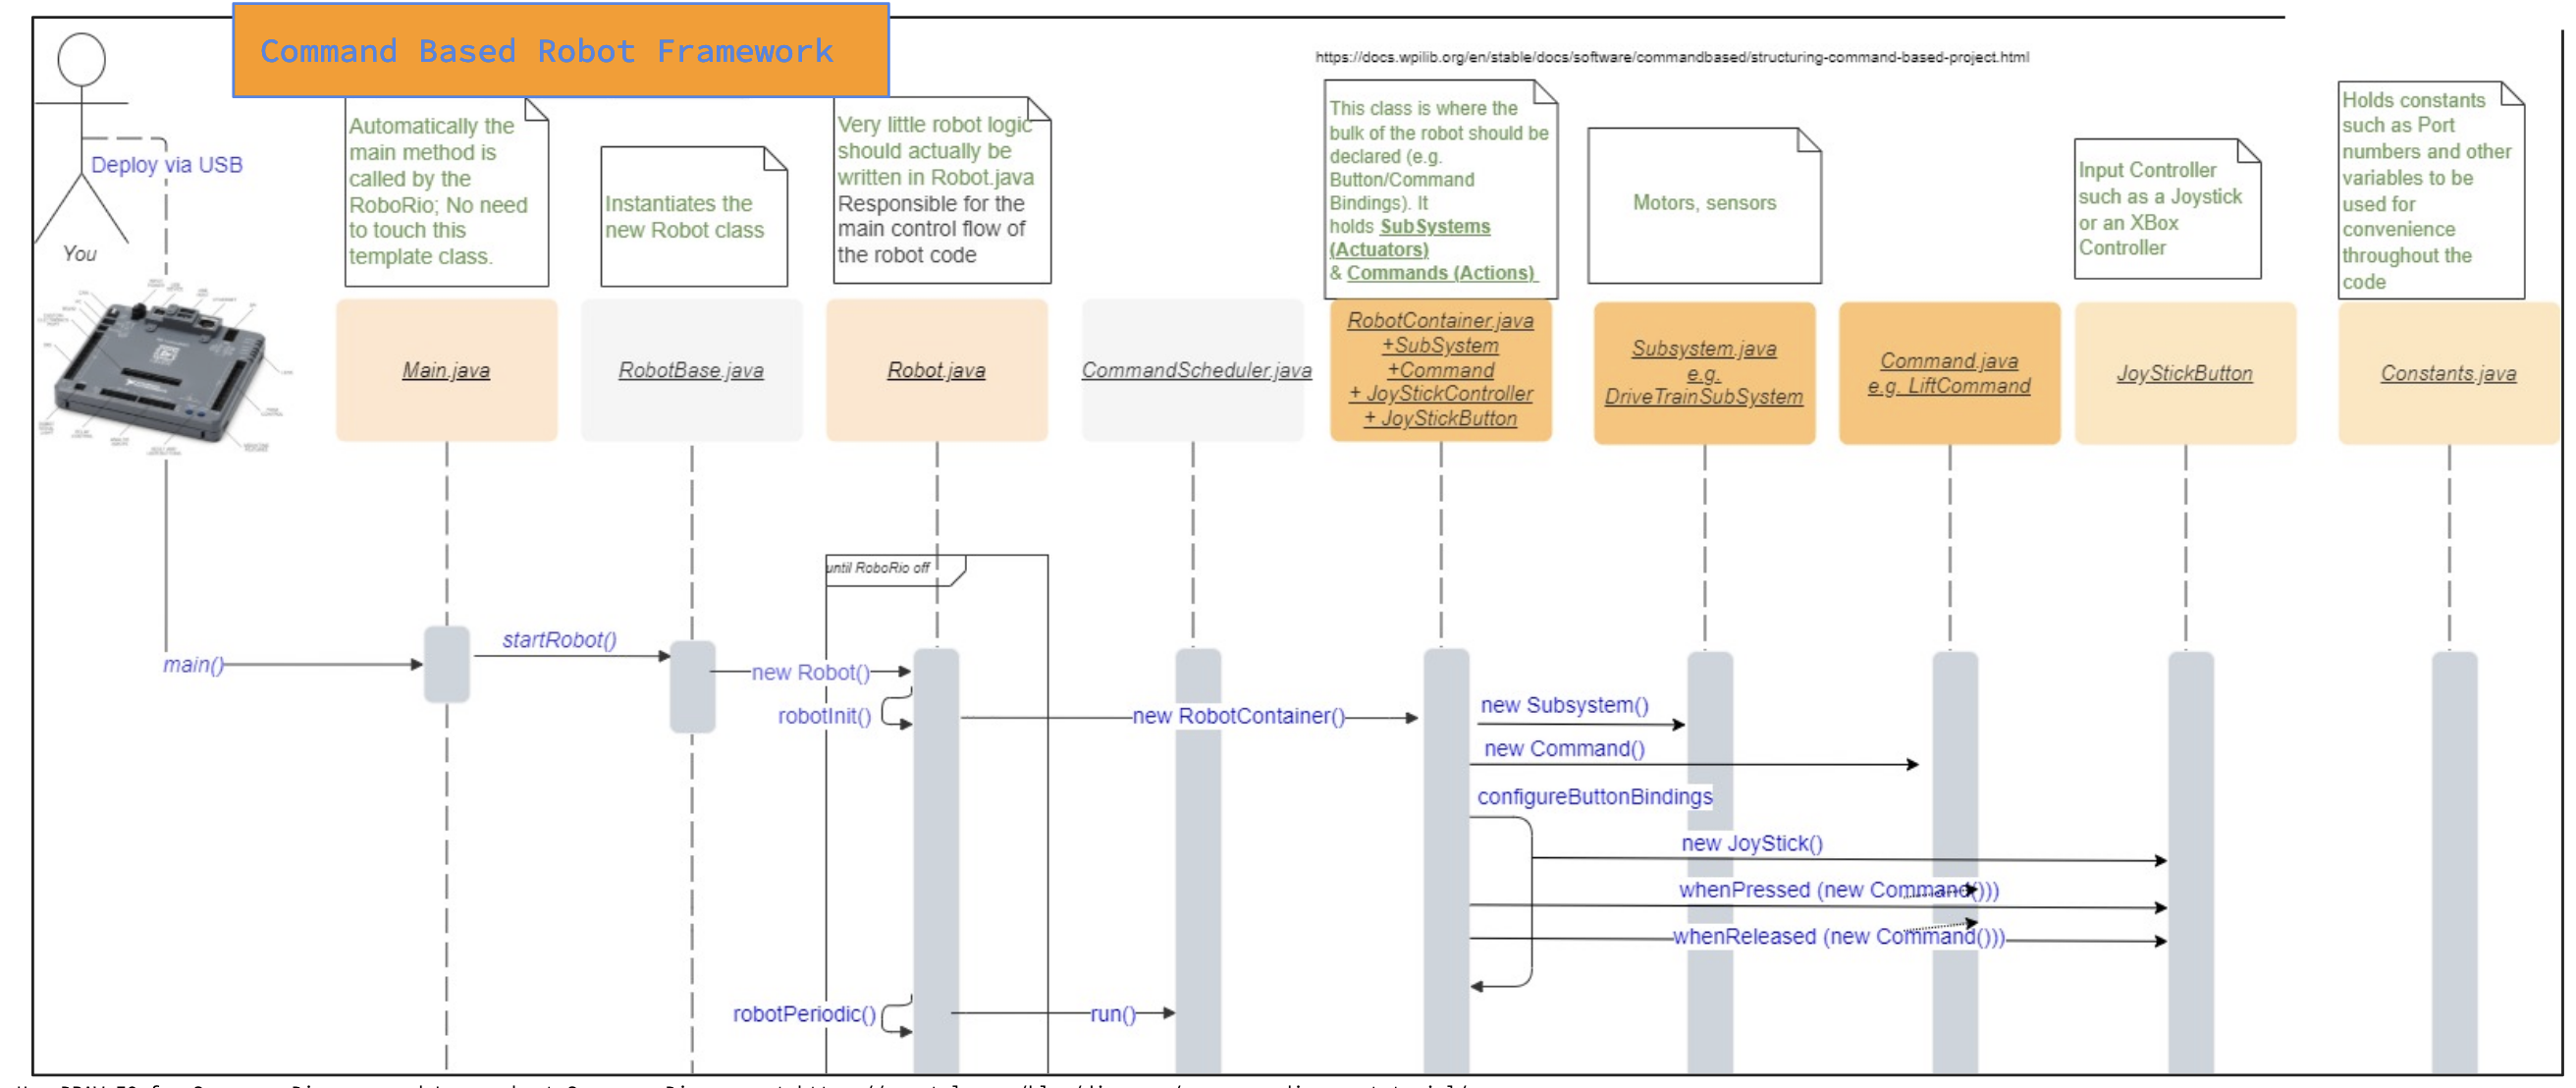 Command Based Robot Framework
https://docs.wpilib.org/en/stable/docs/software/commandbased/structuring-command-based-project.html
Deploy via USB
You
Automatically the
main method is
called by the
RoboRio; No need
to touch this
template class.
Instantiates the
new Robot class
Very little robot logic
should actually be
written in Robot.java
Responsible for the
main control flow of
the robot code
This class is where the
bulk of the robot should be
declared (e.g.
Button/Command
Bindings). It
holds SubSystems
(Actuators)
& Commands (Actions)
Motors, sensors
Input Controller
such as a Joystick
or an XBox
Controller
Holds constants
such as Port
numbers and other
variables to be
used for
convenience
throughout the
code
Main.java
RobotBase.java
Robot.java
CommandScheduler.java
RobotContainer.java
+SubSystem
+Command
+ JoyStickController
+ JoyStickButton
Subsystem.java
e.g.
DriveTrainSubSystem
Command.java
e.g. LiftCommand
JoyStickButton
Constants.java
until RoboRio off
main()
startRobot()
new Robot()
robotInit()
new RobotContainer()
new Subsystem()
new Command()
configureButtonBindings
new JoyStick()
whenPressed (new Command()))
whenReleased (new Command()))
robotPeriodic()
run()